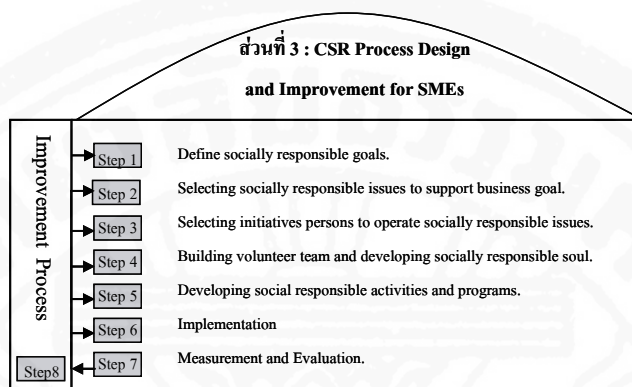 ส่วนที่ 3 : CSR Process Design
and Improvement for SMEs
Improvement Process
Step 1 Define socially responsible goals.
Step 2 Selecting socially responsible issues to support business goal.
Step 3 Selecting initiatives persons to operate socially responsible issues.
Step 4 Building volunteer team and developing socially responsible soul.
Step 5 Developing social responsible activities and programs.
Step 6 Implementation
Step 7 Measurement and Evaluation.
Step8